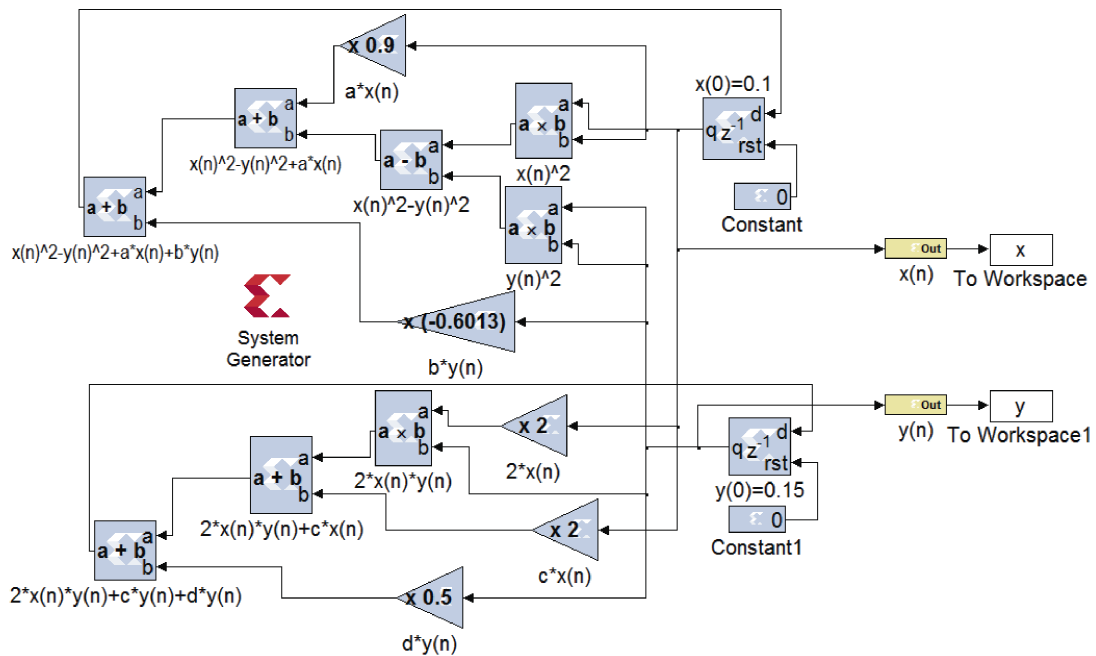 x 0.9
a*x(n)
x(0)=0.1
d
q z-1
rst
0
Constant
a
a × b
b
x(n)^2
a
a + b
b
x(n)^2-y(n)^2+a*x(n)
a
a - b
b
x(n)^2-y(n)^2
a
a + b
b
x(n)^2-y(n)^2+a*x(n)+b*y(n)
a
a × b
b
y(n)^2
Out
x(n)
x
To Workspace
System
Generator
x (-0.6013)
b*y(n)
Out
y(n)
y
To Workspace1
a
a × b
b
2*x(n)*y(n)
x 2
2*x(n)
d
q z-1
rst
y(0)=0.15
0
Constant1
a
a + b
b
2*x(n)*y(n)+c*x(n)
x 2
c*x(n)
a
a + b
b
2*x(n)*y(n)+c*y(n)+d*y(n)
x 0.5
d*y(n)